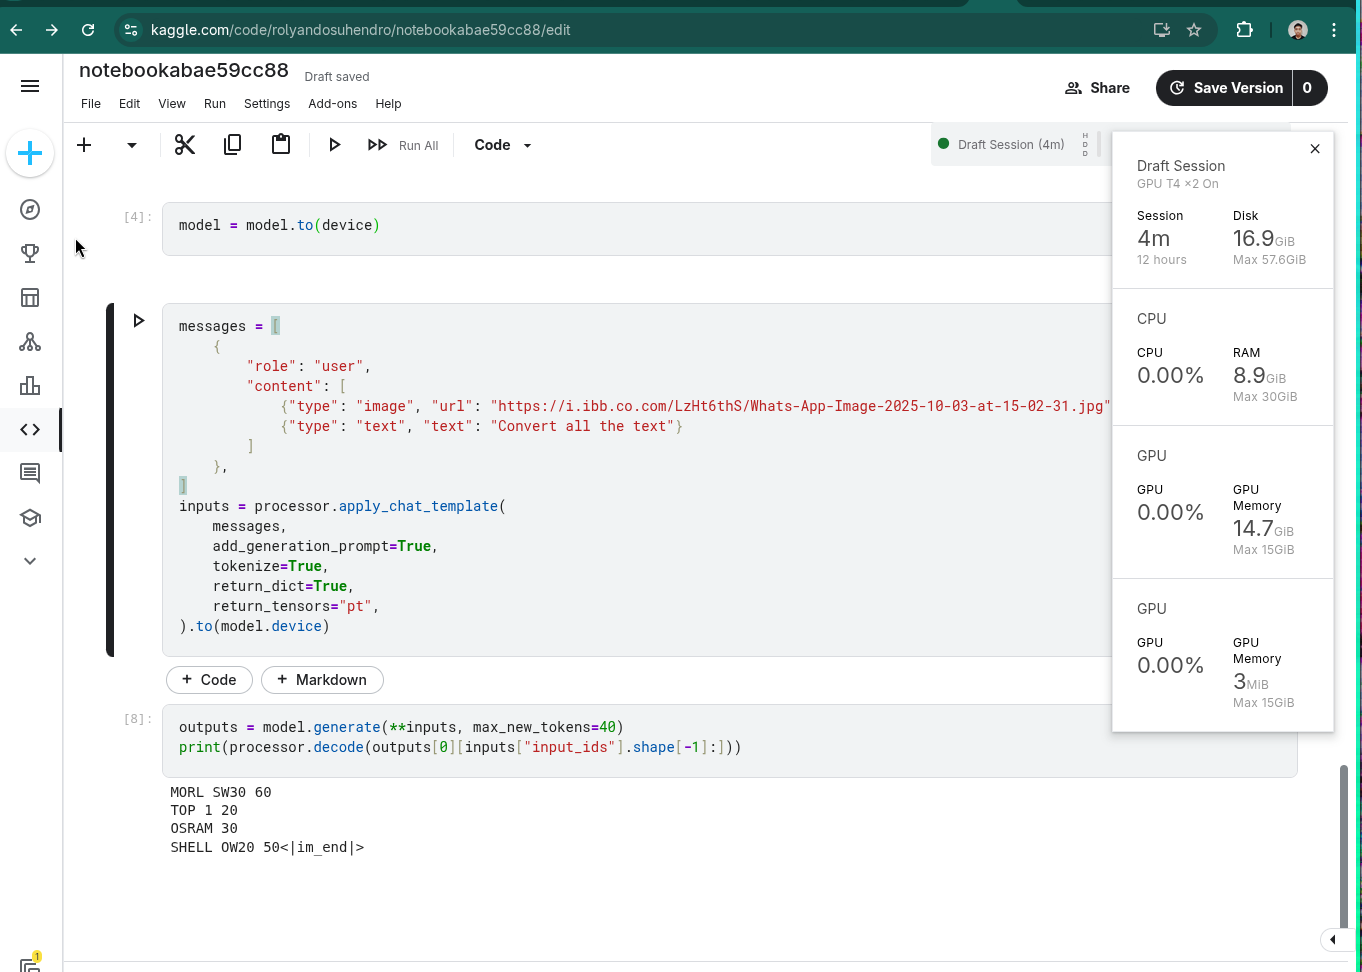 kaggle.com/code/rolyandosuhendro/notebookabae59cc88/edit
notebookabae59cc88
Draft saved
Share
Save Version
0
File Edit View Run Settings Add-ons Help
Run All
Code
Draft Session (4m)
H
D
D
[4]:
model = model.to(device)
messages = [
    {
        "role": "user",
        "content": [
            {"type": "image", "url": "https://i.ibb.co.com/LzHt6thS/Whats-App-Image-2025-10-03-at-15-02-31.jpg"
            {"type": "text", "text": "Convert all the text"}
        ]
    },
]
inputs = processor.apply_chat_template(
    messages,
    add_generation_prompt=True,
    tokenize=True,
    return_dict=True,
    return_tensors="pt",
).to(model.device)
+ Code
+ Markdown
[8]:
outputs = model.generate(**inputs, max_new_tokens=40)
print(processor.decode(outputs[0][inputs["input_ids"].shape[-1]:]))
MORL SW30 60
TOP 1 20
OSRAM 30
SHELL OW20 50<|im_end|>
Draft Session
GPU T4 ×2 On
Session
4m
12 hours
Disk
16.9GiB
Max 57.6GiB
CPU
CPU
0.00%
RAM
8.9GiB
Max 30GiB
GPU
GPU
0.00%
GPU
Memory
14.7GiB
Max 15GiB
GPU
GPU
0.00%
GPU
Memory
3MiB
Max 15GiB
1